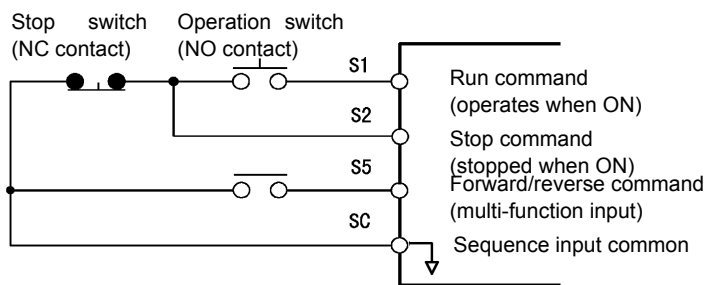 Stop switch Operation switch
(NC contact) (NO contact)
S1
Run command
(operates when ON)
S2
Stop command
(stopped when ON)
S5
Forward/reverse command
(multi-function input)
SC
Sequence input common